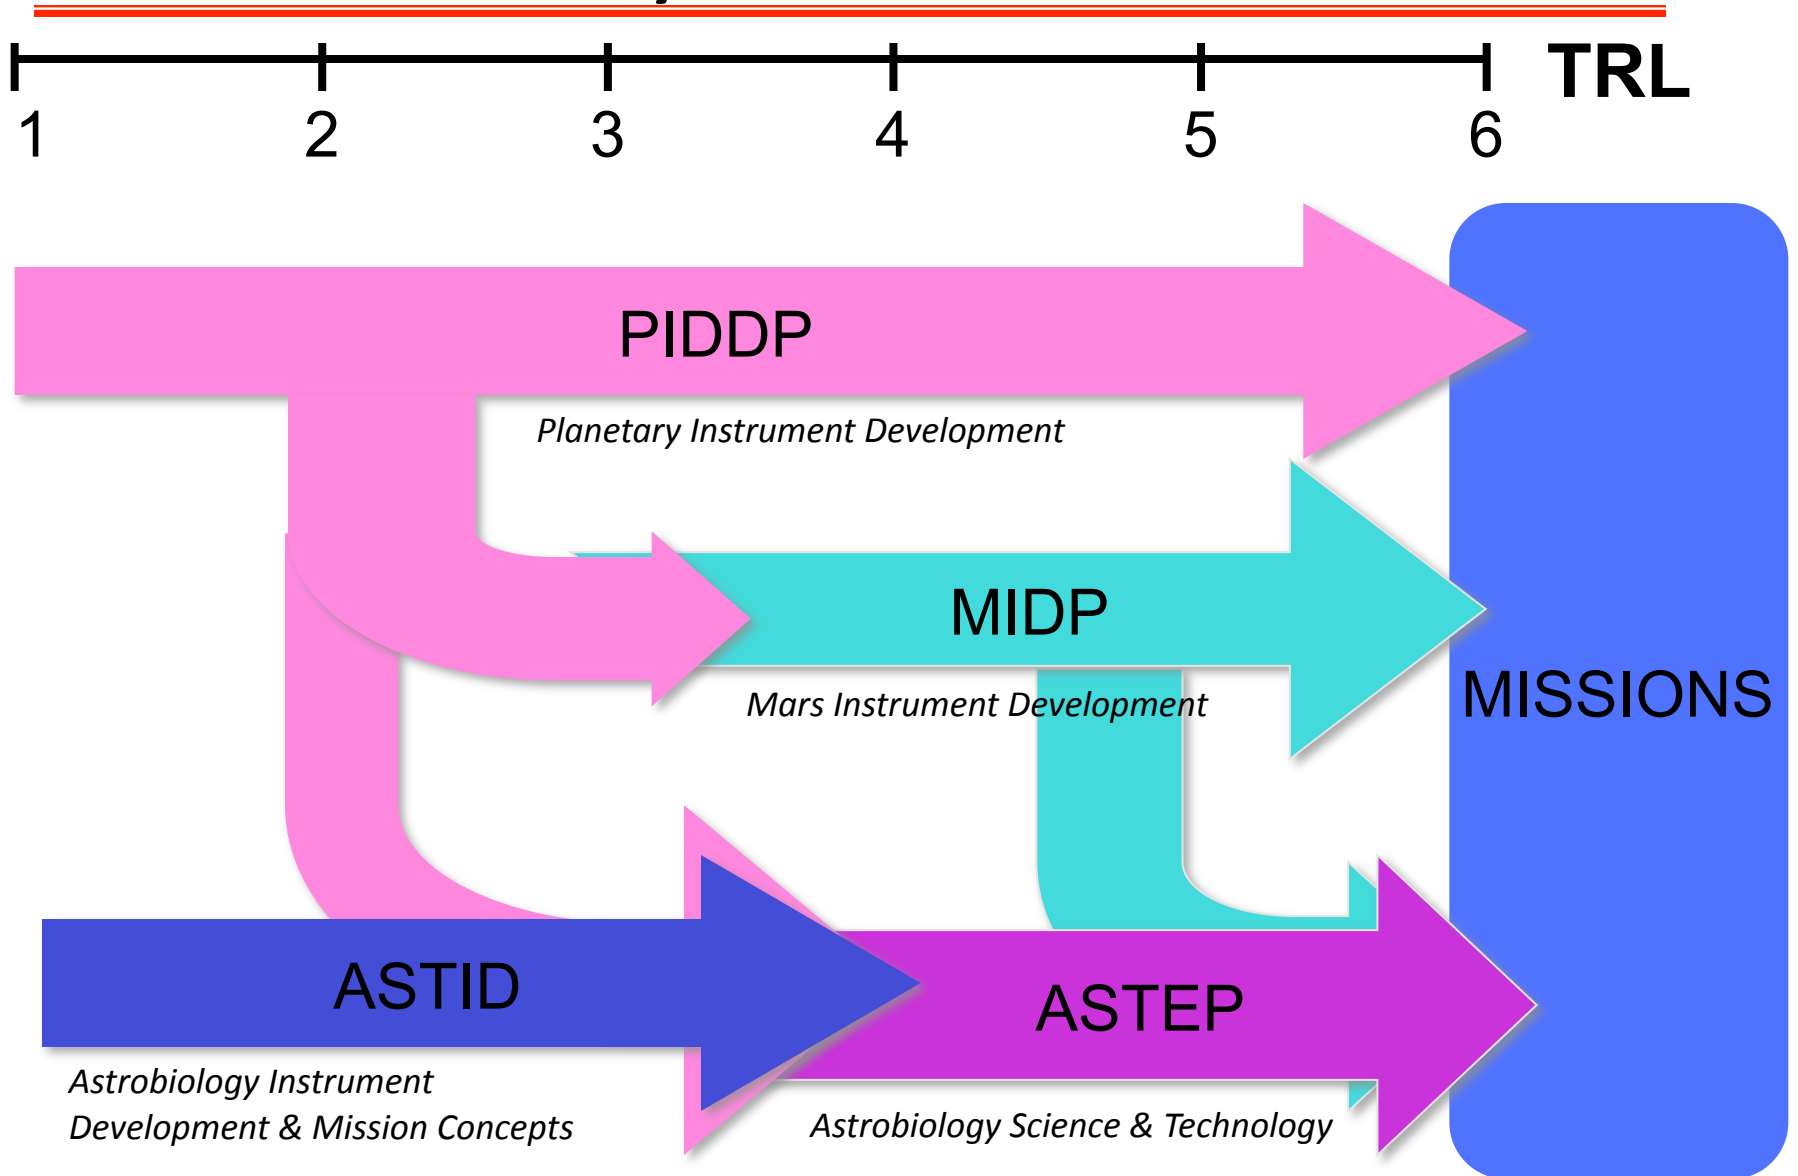 TRL
1 2 3 4 5 6
PIDDP
Planetary Instrument Development
MIDP
Mars Instrument Development
MISSIONS
ASTID
ASTEP
Astrobiology Instrument
Development & Mission Concepts
Astrobiology Science & Technology